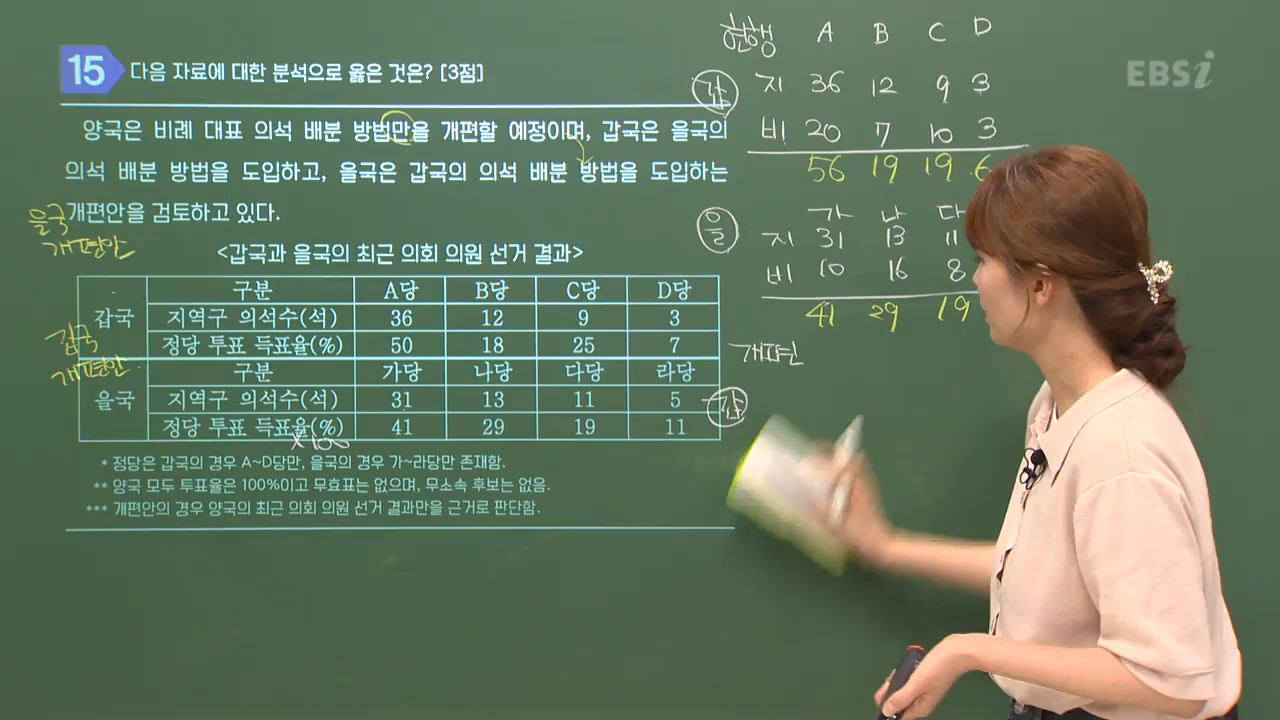 15 다음 자료에 대한 분석으로 옳은 것은? [3점]
양국은 비례 대표 의석 배분 방법만을 개편할 예정이며, 갑국은 을국의
의석 배분 방법을 도입하고, 을국은 갑국의 의석 배분 방법을 도입하는
개편안을 검토하고 있다.
을국
개편안
<갑국과 을국의 최근 의회 의원 선거 결과>
갑국 구분 A당 B당 C당 D당
지역구 의석수(석) 36 12 9 3
정당 투표 득표율(%) 50 18 25 7
갑국
개편안
을국 구분 가당 나당 다당 라당
지역구 의석수(석) 31 13 11 5
정당 투표 득표율(%) 41 29 19 11
×100
* 정당은 갑국의 경우 A~D당만, 을국의 경우 가~라당만 존재함.
** 양국 모두 투표율은 100%이고 무효표는 없으며, 무소속 후보는 없음.
*** 개편안의 경우 양국의 최근 의회 의원 선거 결과만을 근거로 판단함.
현행 A B C D
갑 지 36 12 9 3
비 20 7 10 3
56 19 19 6
을 가 나 다
지 31 13 11
비 10 16 8
41 29 19
개편안
갑
EBSi